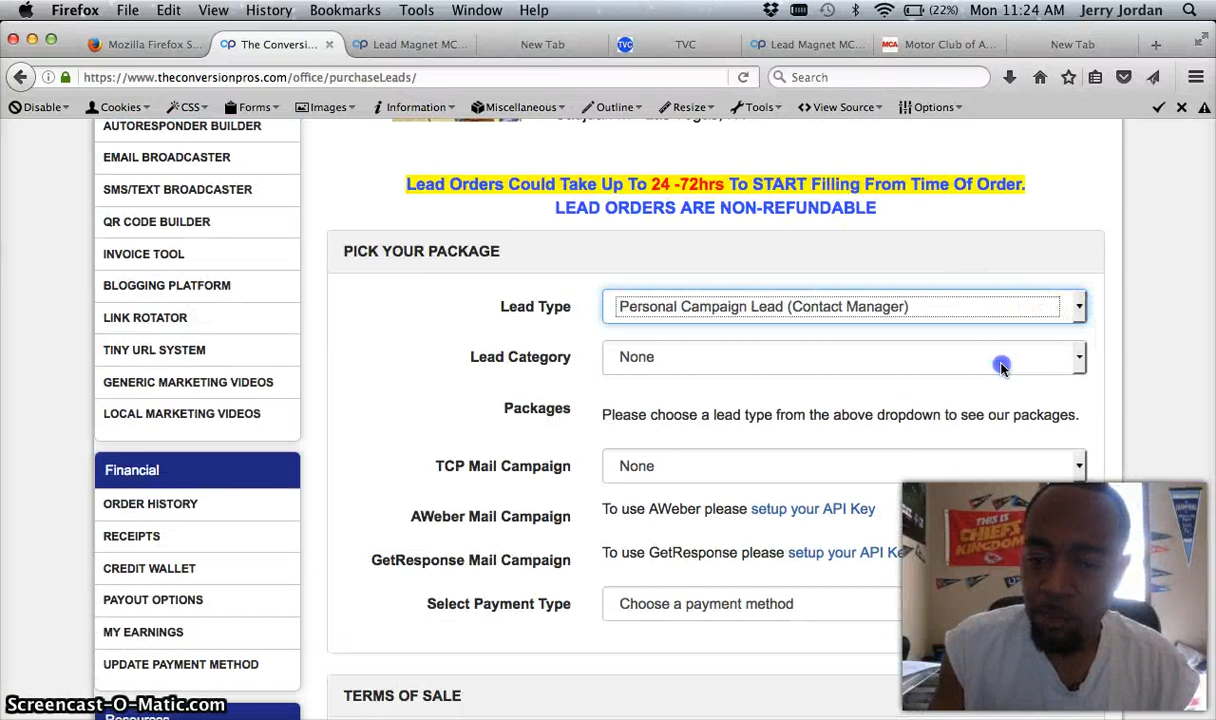 Firefox File Edit View History Bookmarks Tools Window Help (22%) Mon 11:24 AM Jerry Jordan
Mozilla Firefox S... The Conversi... Lead Magnet MC... New Tab TVC TVC Lead Magnet MC... MCA Motor Club of A... New Tab
https://www.theconversionpros.com/office/purchaseLeads/ Search
Disable Cookies CSS Forms Images Information Miscellaneous Outline Resize Tools View Source Options
AUTORESPONDER BUILDER
EMAIL BROADCASTER
SMS/TEXT BROADCASTER
QR CODE BUILDER
INVOICE TOOL
BLOGGING PLATFORM
LINK ROTATOR
TINY URL SYSTEM
GENERIC MARKETING VIDEOS
LOCAL MARKETING VIDEOS
Financial
ORDER HISTORY
RECEIPTS
CREDIT WALLET
PAYOUT OPTIONS
MY EARNINGS
UPDATE PAYMENT METHOD
Resources
Lead Orders Could Take Up To 24 -72hrs To START Filling From Time Of Order.
LEAD ORDERS ARE NON-REFUNDABLE
PICK YOUR PACKAGE
Lead Type Personal Campaign Lead (Contact Manager)
Lead Category None
Packages Please choose a lead type from the above dropdown to see our packages.
TCP Mail Campaign None
AWeber Mail Campaign To use AWeber please setup your API Key
GetResponse Mail Campaign To use GetResponse please setup your API Ke
Select Payment Type Choose a payment method
TERMS OF SALE
THIS IS
CHIEFS
KINGDOM
Screencast-O-Matic.com